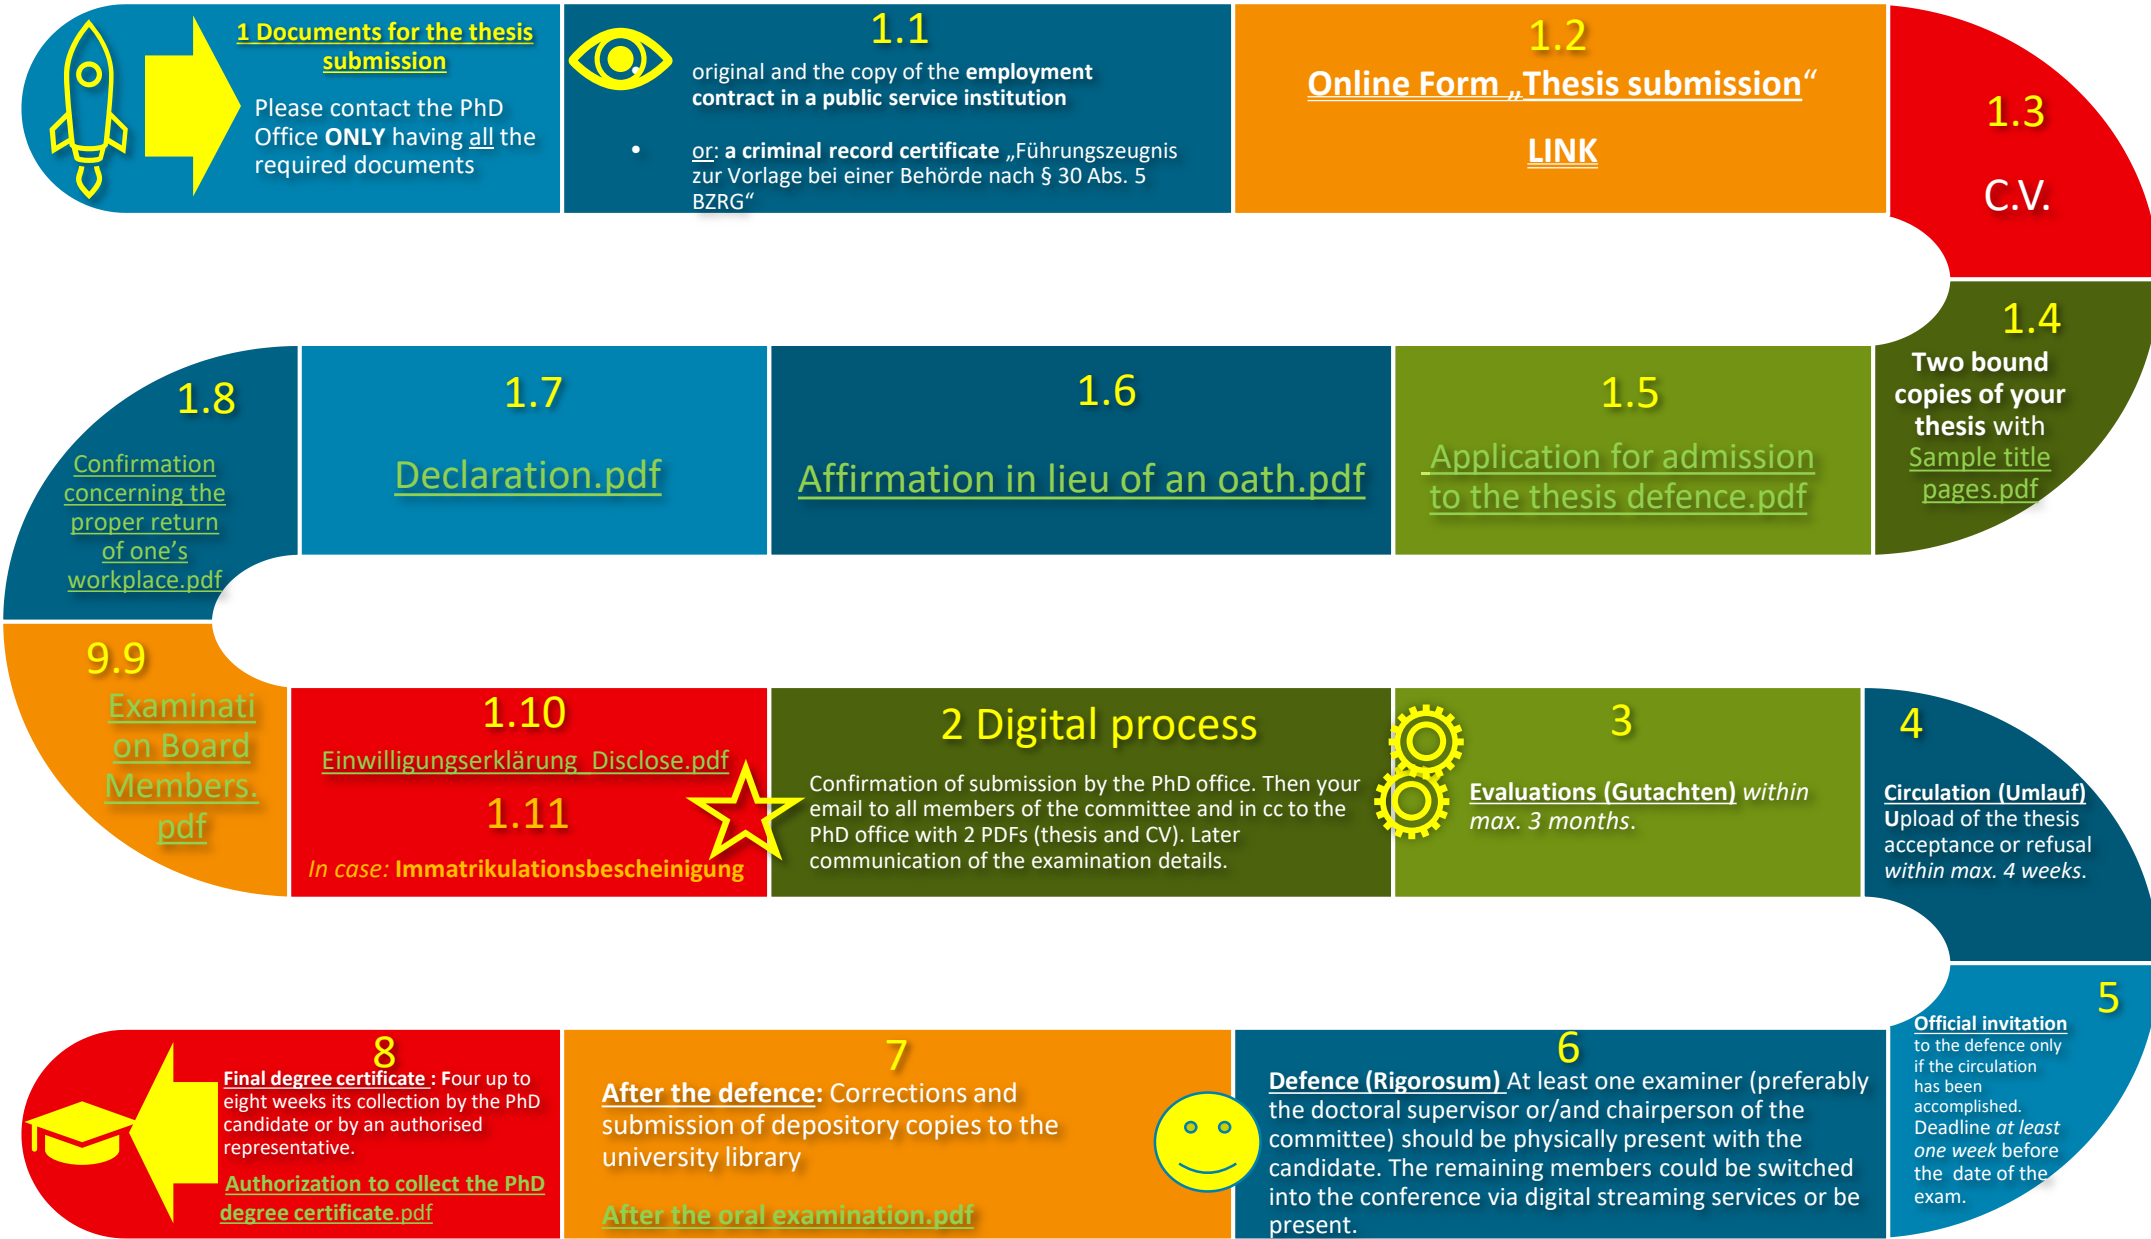 1 Documents for the thesis
submission
Please contact the PhD
Office ONLY having all the
required documents
1.1
original and the copy of the employment
contract in a public service institution
• or: a criminal record certificate „Führungszeugnis
zur Vorlage bei einer Behörde nach § 30 Abs. 5
BZRG“
1.2
Online Form „Thesis submission“
LINK
1.3
C.V.
1.4
Two bound
copies of your
thesis with
Sample title
pages.pdf
1.5
Application for admission
to the thesis defence.pdf
1.6
Affirmation in lieu of an oath.pdf
1.7
Declaration.pdf
1.8
Confirmation
concerning the
proper return
of one’s
workplace.pdf
9.9
Examinati
on Board
Members.
pdf
1.10
Einwilligungserklärung_Disclose.pdf
1.11
In case: Immatrikulationsbescheinigung
2 Digital process
Confirmation of submission by the PhD office. Then your
email to all members of the committee and in cc to the
PhD office with 2 PDFs (thesis and CV). Later
communication of the examination details.
3
Evaluations (Gutachten) within
max. 3 months.
4
Circulation (Umlauf)
Upload of the thesis
acceptance or refusal
within max. 4 weeks.
5
Official invitation
to the defence only
if the circulation
has been
accomplished.
Deadline at least
one week before
the date of the
exam.
6
Defence (Rigorosum) At least one examiner (preferably
the doctoral supervisor or/and chairperson of the
committee) should be physically present with the
candidate. The remaining members could be switched
into the conference via digital streaming services or be
present.
7
After the defence: Corrections and
submission of depository copies to the
university library
After the oral examination.pdf
8
Final degree certificate : Four up to
eight weeks its collection by the PhD
candidate or by an authorised
representative.
Authorization to collect the PhD
degree certificate.pdf